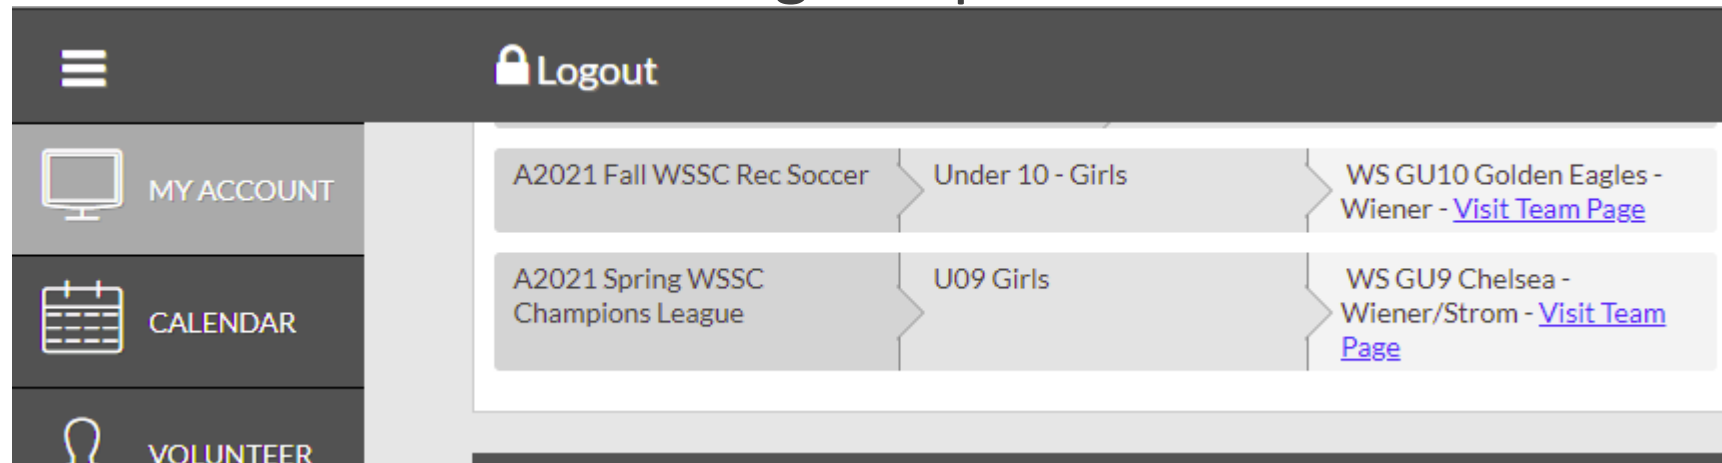 Logout
MY ACCOUNT
CALENDAR
VOLUNTEER
A2021 Fall WSSC Rec Soccer
Under 10 - Girls
WS GU10 Golden Eagles -
Wiener - Visit Team Page
A2021 Spring WSSC
Champions League
U09 Girls
WS GU9 Chelsea -
Wiener/Strom - Visit Team
Page